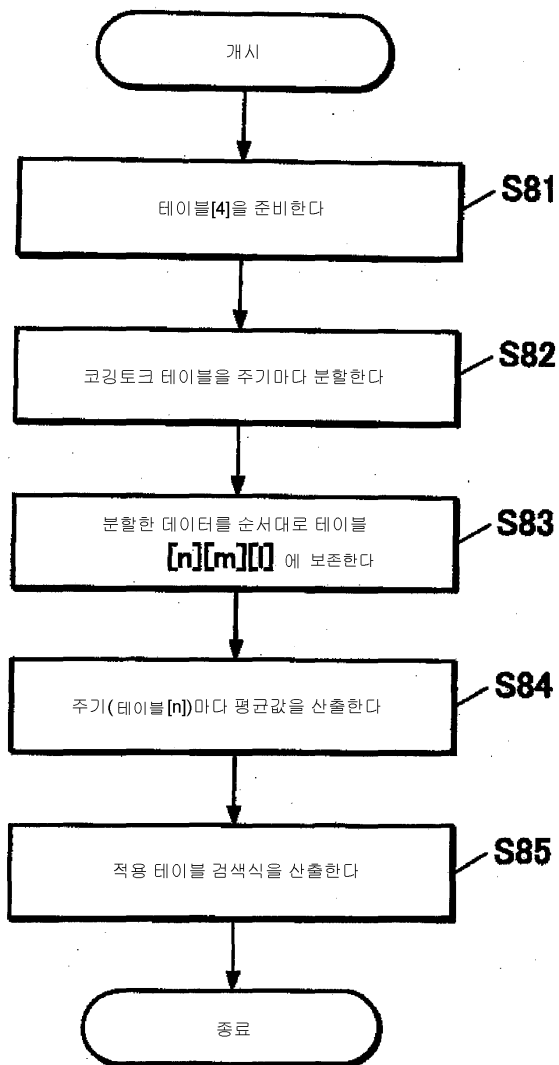 개시
테이블[4]을 준비한다
S81
코깅토크 테이블을 주기마다 분할한다
S82
분할한 데이터를 순서대로 테이블
[n][m][l] 에 보존한다
S83
주기(테이블[n])마다 평균값을 산출한다
S84
적용 테이블 검색식을 산출한다
S85
종료